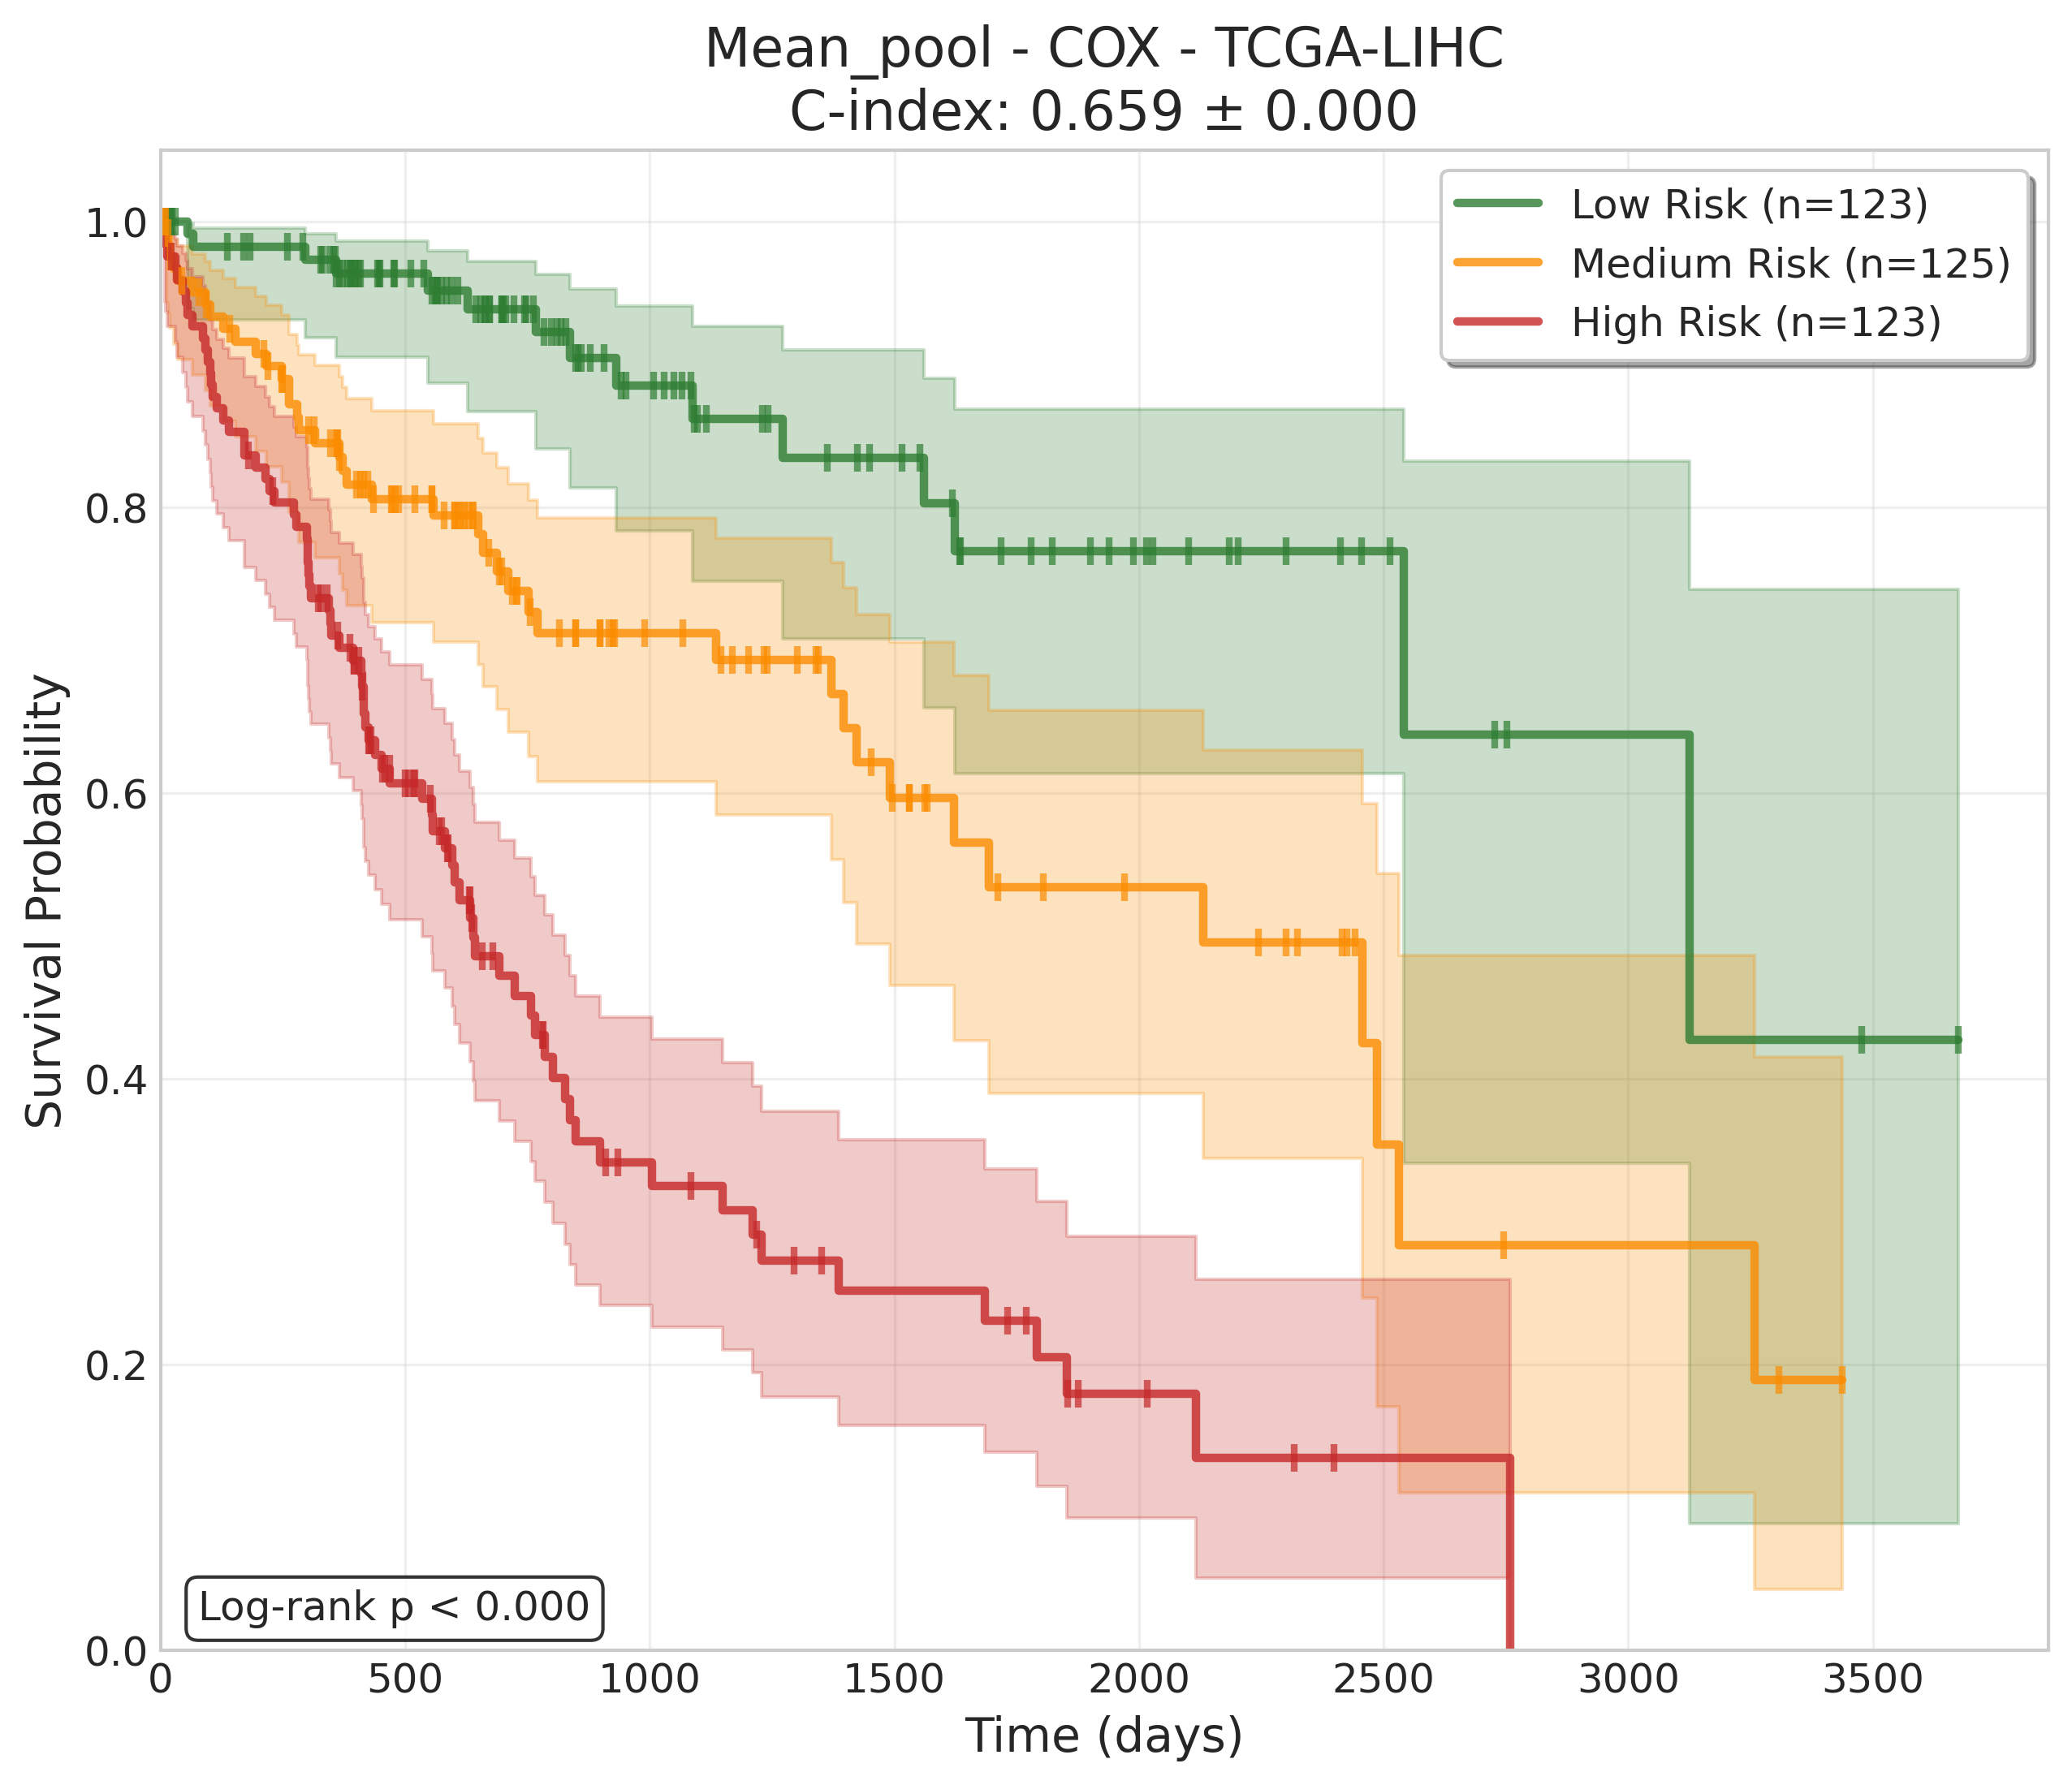 Mean_pool - COX - TCGA-LIHC
C-index: 0.659 ± 0.000
Low Risk (n=123)
Medium Risk (n=125)
High Risk (n=123)
Survival Probability
1.0
0.8
0.6
0.4
0.2
0.0
Log-rank p < 0.000
0 500 1000 1500 2000 2500 3000 3500
Time (days)